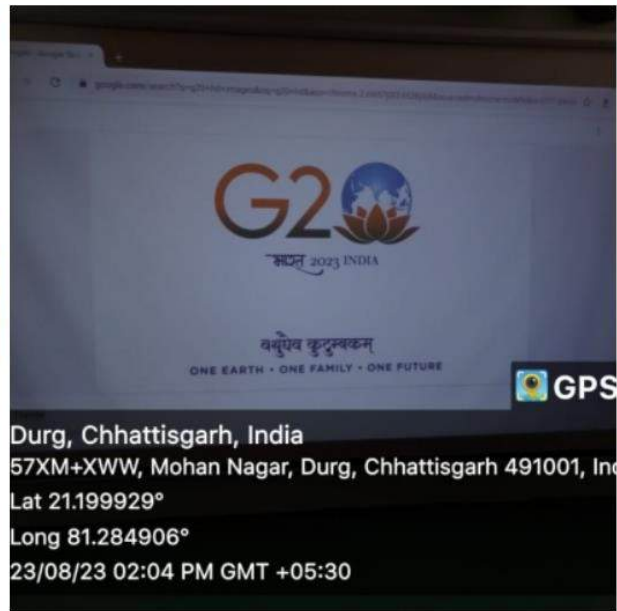 G20
भारत 2023 INDIA
वसुधैव कुटुम्बकम्
ONE EARTH • ONE FAMILY • ONE FUTURE
GPS
Durg, Chhattisgarh, India
57XM+XWW, Mohan Nagar, Durg, Chhattisgarh 491001, Ind
Lat 21.199929°
Long 81.284906°
23/08/23 02:04 PM GMT +05:30